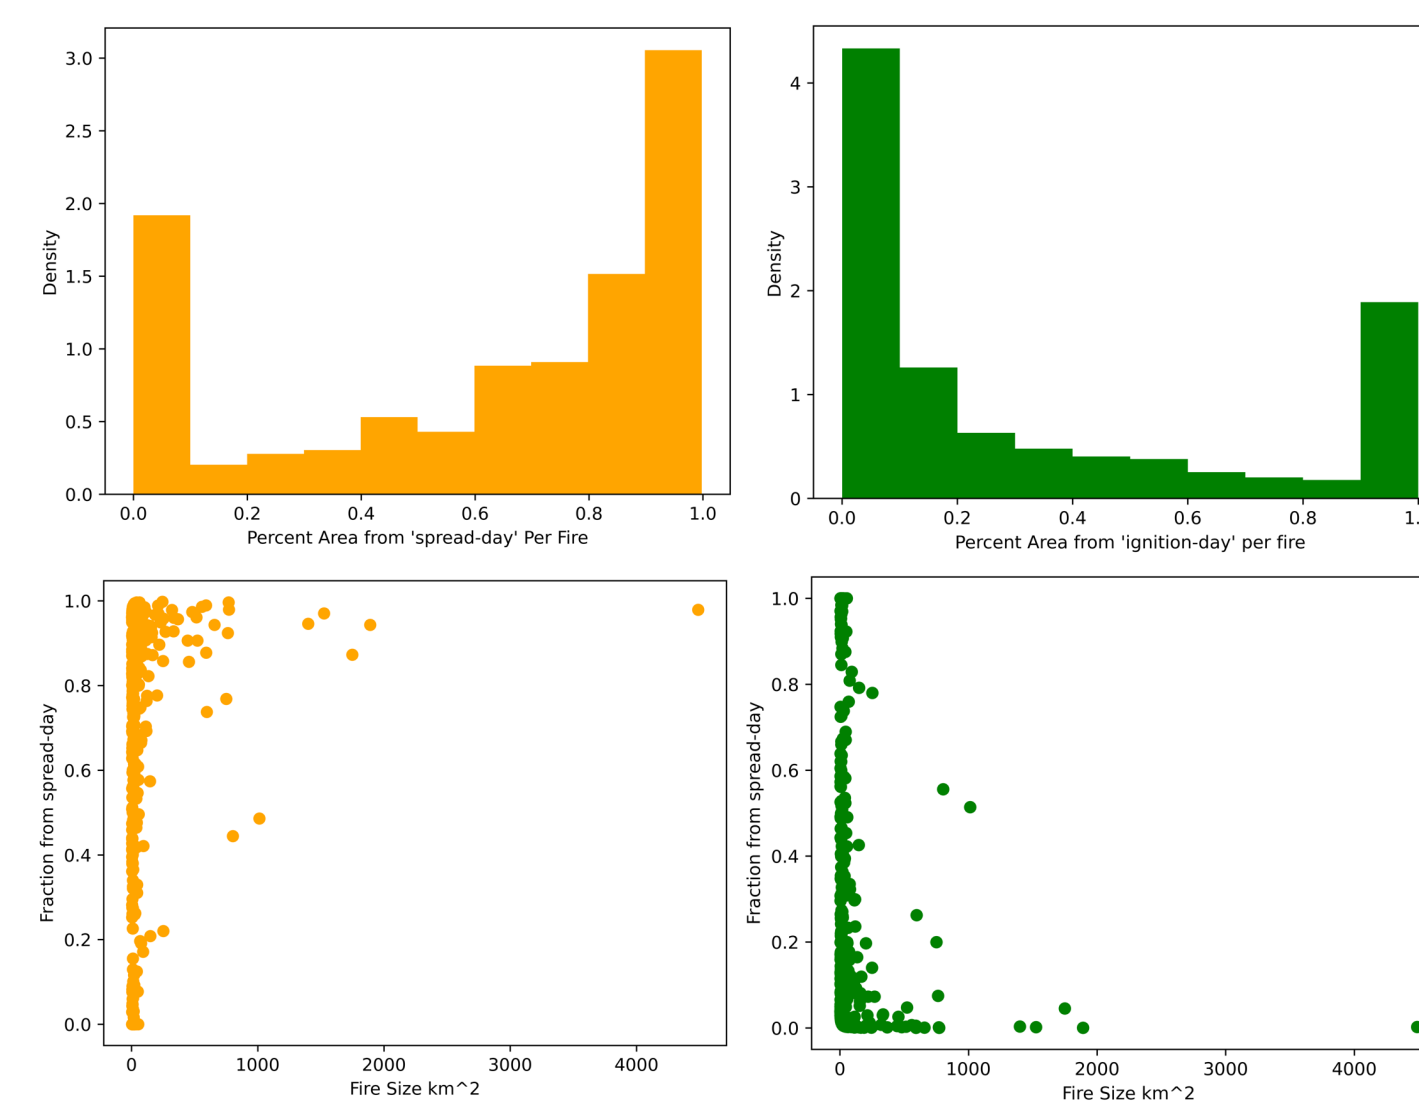 3.0
2.5
2.0
1.5
1.0
0.5
0.0
Density
0.0 0.2 0.4 0.6 0.8 1.0
Percent Area from 'spread-day' Per Fire
4
3
2
1
0
Density
0.0 0.2 0.4 0.6 0.8 1.
Percent Area from 'ignition-day' per fire
1.0
0.8
0.6
0.4
0.2
0.0
Fraction from spread-day
0 1000 2000 3000 4000
Fire Size km^2
1.0
0.8
0.6
0.4
0.2
0.0
Fraction from spread-day
0 1000 2000 3000 4000
Fire Size km^2